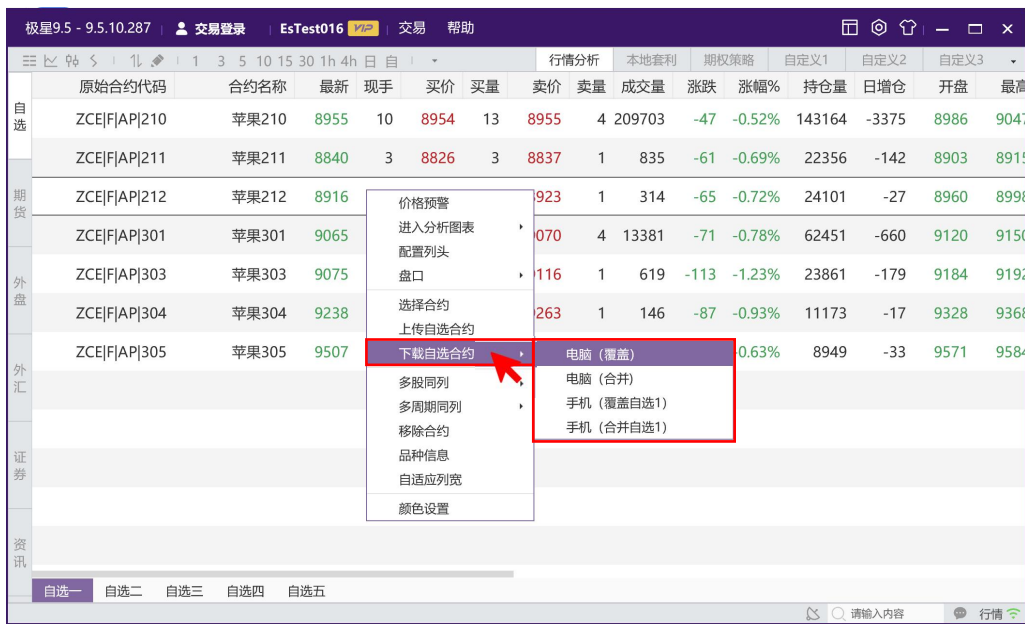 极星9.5 - 9.5.10.287 交易登录 EsTest016 VIP 交易 帮助
1 3 5 10 15 30 1h 4h 日 自 行情分析 本地套利 期权策略 自定义1 自定义2 自定义3
原始合约代码 合约名称 最新 现手 买价 买量 卖价 卖量 成交量 涨跌 涨幅% 持仓量 日增仓 开盘 最高
自选
ZCE|F|AP|210 苹果210 8955 10 8954 13 8955 4 209703 -47 -0.52% 143164 -3375 8986 9047
ZCE|F|AP|211 苹果211 8840 3 8826 3 8837 1 835 -61 -0.69% 22356 -142 8903 8915
期货
ZCE|F|AP|212 苹果212 8916 923 1 314 -65 -0.72% 24101 -27 8960 8998
ZCE|F|AP|301 苹果301 9065 070 4 13381 -71 -0.78% 62451 -660 9120 9150
外盘
ZCE|F|AP|303 苹果303 9075 116 1 619 -113 -1.23% 23861 -179 9184 9192
ZCE|F|AP|304 苹果304 9238 263 1 146 -87 -0.93% 11173 -17 9328 9368
外汇
ZCE|F|AP|305 苹果305 9507 0.63% 8949 -33 9571 9584
证券
资讯
价格预警
进入分析图表
配置列头
盘口
选择合约
上传自选合约
下载自选合约
多股同列
多周期同列
移除合约
品种信息
自适应列宽
颜色设置
电脑（覆盖）
电脑（合并）
手机（覆盖自选1）
手机（合并自选1）
自选一 自选二 自选三 自选四 自选五
请输入内容 行情